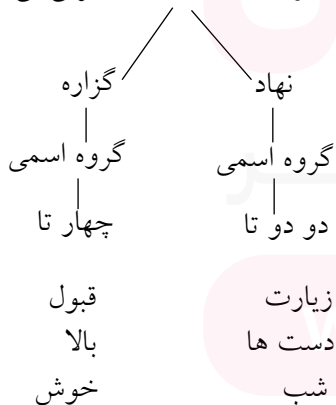 نهاد گزاره
گروه اسمی گروه اسمی
دو دو تا چهار تا
زیارت قبول
دست ها بالا
شب خوش